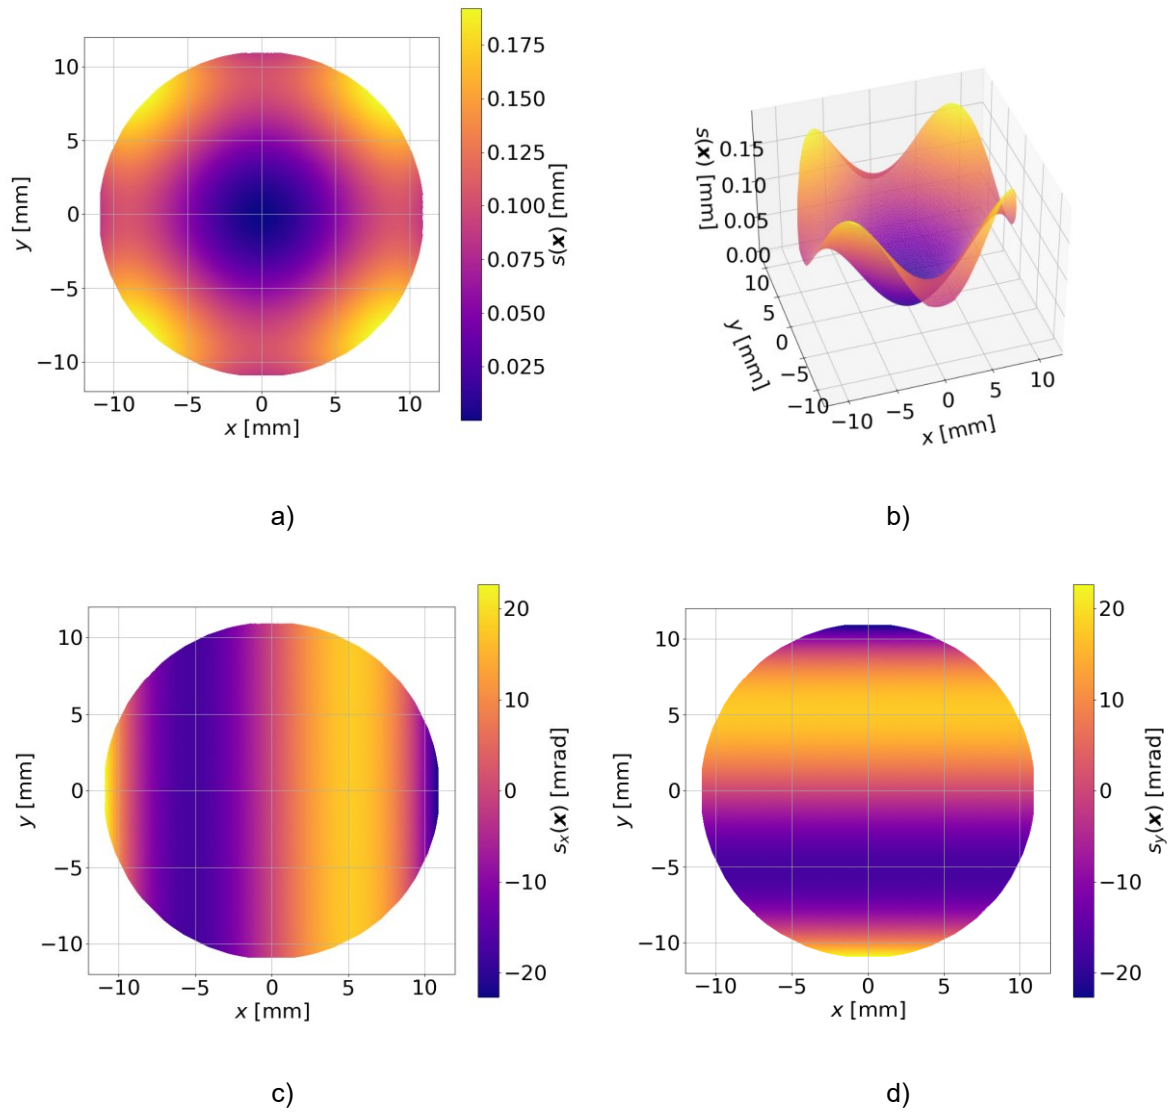 10
5
0
−5
−10
y [mm]
−10 −5 0 5 10
x [mm]
0.175
0.150
0.125
0.100
0.075
0.050
0.025
s(x) [mm]
a)
0.15
0.10
0.05
0.00
s(x) [mm]
10
5
0
−5
−10
y [mm]
−10 −5 0 5 10
x [mm]
b)
10
5
0
−5
−10
y [mm]
−10 −5 0 5 10
x [mm]
20
10
0
−10
−20
sₓ(x) [mrad]
c)
10
5
0
−5
−10
y [mm]
−10 −5 0 5 10
x [mm]
20
10
0
−10
−20
s_y(x) [mrad]
d)